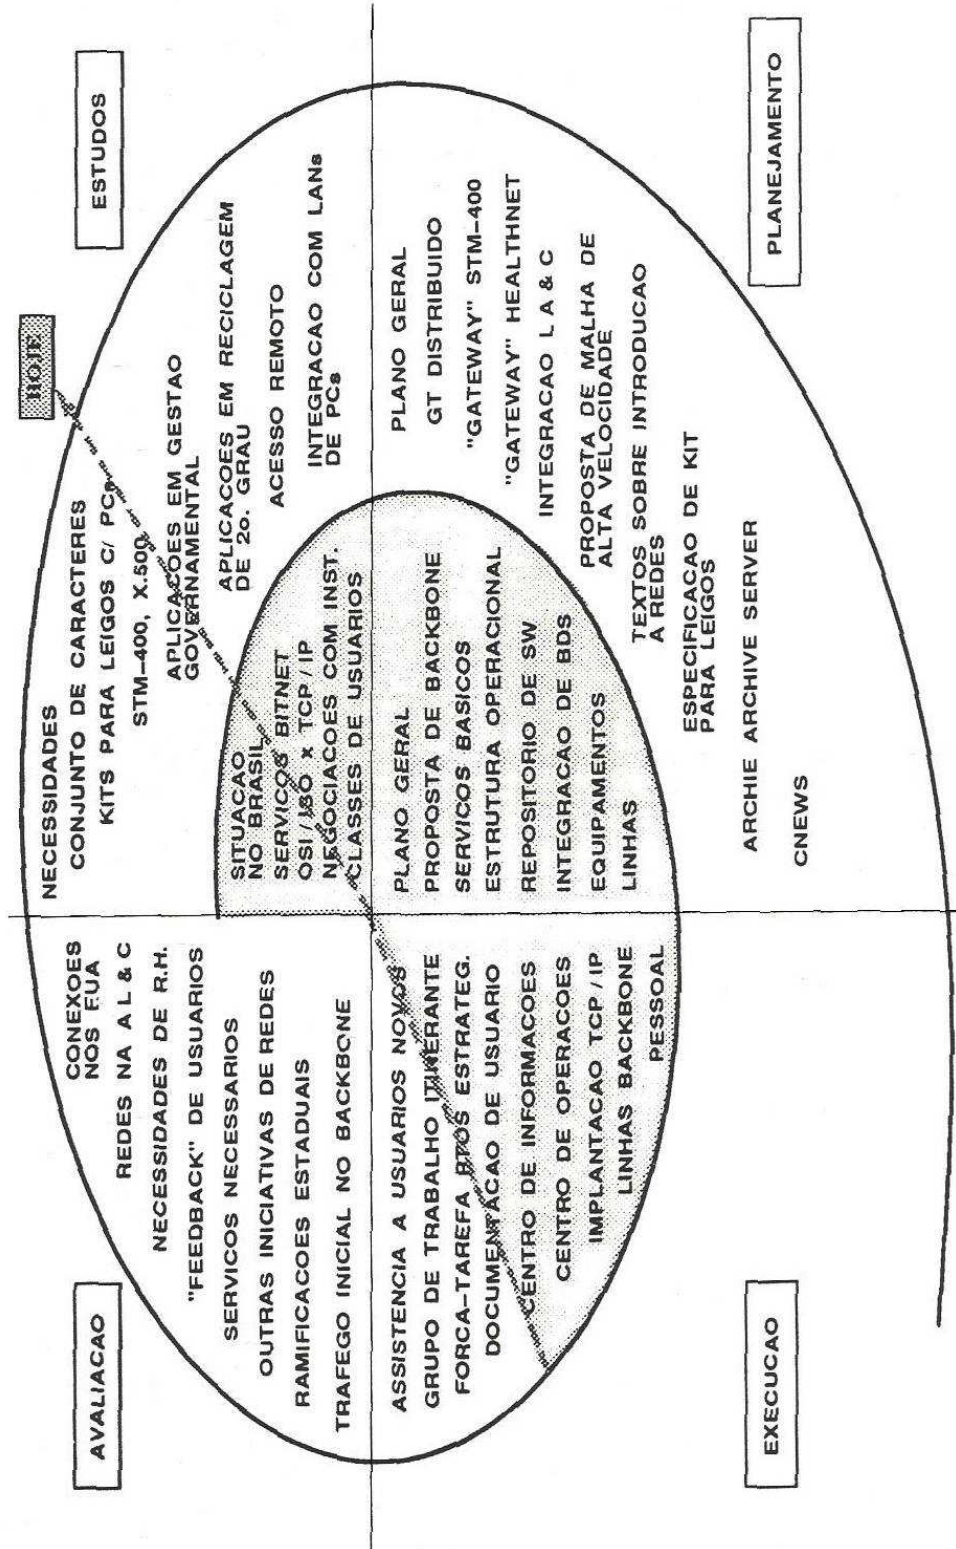 AVALIACAO
CONEXOES
NOS EUA
REDES NA A L & C
NECESSIDADES DE R.H.
"FEEDBACK" DE USUARIOS
SERVICOS NECESSARIOS
OUTRAS INICIATIVAS DE REDES
RAMIFICACOES ESTADUAIS
TRAFEGO INICIAL NO BACKBONE
HOJE
ESTUDOS
NECESSIDADES
CONJUNTO DE CARACTERES
KITS PARA LEIGOS C/ PCs
STM-400, X.500
APLICACOES EM GESTAO
GOVERNAMENTAL
APLICACOES EM RECICLAGEM
DE 2o. GRAU
ACESSO REMOTO
INTEGRACAO COM LANs
DE PCs
SITUACAO
NO BRASIL
SERVICOS BITNET
OSI/ISO x TCP/IP
NEGOCIACOES COM INST.
CLASSES DE USUARIOS
ASSISTENCIA A USUARIOS NOVOS
GRUPO DE TRABALHO ITINERANTE
FORCA-TAREFA PTOS ESTRATEG.
DOCUMENTACAO DE USUARIO
CENTRO DE INFORMACOES
CENTRO DE OPERACOES
IMPLANTACAO TCP/IP
LINHAS BACKBONE
PESSOAL
EXECUCAO
PLANO GERAL
PROPOSTA DE BACKBONE
SERVICOS BASICOS
ESTRUTURA OPERACIONAL
REPOSITORIO DE SW
INTEGRACAO DE BDS
EQUIPAMENTOS
LINHAS
PLANO GERAL
GT DISTRIBUIDO
"GATEWAY" STM-400
"GATEWAY" HEALTHNET
INTEGRACAO L A & C
PROPOSTA DE MALHA DE
ALTA VELOCIDADE
TEXTOS SOBRE INTRODUCAO
A REDES
ESPECIFICACAO DE KIT
PARA LEIGOS
ARCHIE ARCHIVE SERVER
CNEWS
PLANEJAMENTO